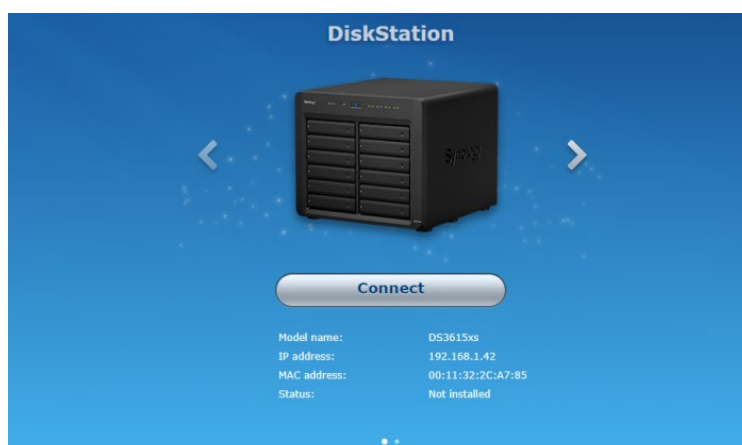 DiskStation
Synology
Connect
Model name: DS3615xs
IP address: 192.168.1.42
MAC address: 00:11:32:2C:A7:85
Status: Not installed